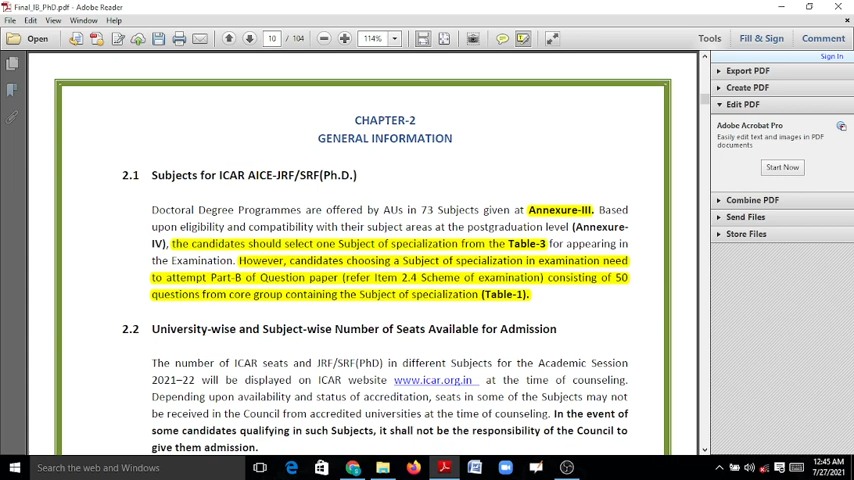 Final_IB_PhD.pdf - Adobe Reader
File Edit View Window Help
Open 10 / 104 114% Tools Fill & Sign Comment
Sign In
Export PDF
Create PDF
Edit PDF
Adobe Acrobat Pro
Easily edit text and images in PDF
documents
Start Now
Combine PDF
Send Files
Store Files
CHAPTER-2
GENERAL INFORMATION
2.1 Subjects for ICAR AICE-JRF/SRF(Ph.D.)
Doctoral Degree Programmes are offered by AUs in 73 Subjects given at Annexure-III. Based
upon eligibility and compatibility with their subject areas at the postgraduation level (Annexure-
IV), the candidates should select one Subject of specialization from the Table-3 for appearing in
the Examination. However, candidates choosing a Subject of specialization in examination need
to attempt Part-B of Question paper (refer Item 2.4 Scheme of examination) consisting of 50
questions from core group containing the Subject of specialization (Table-1).
2.2 University-wise and Subject-wise Number of Seats Available for Admission
The number of ICAR seats and JRF/SRF(PhD) in different Subjects for the Academic Session
2021–22 will be displayed on ICAR website www.icar.org.in at the time of counseling.
Depending upon availability and status of accreditation, seats in some of the Subjects may not
be received in the Council from accredited universities at the time of counseling. In the event of
some candidates qualifying in such Subjects, it shall not be the responsibility of the Council to
give them admission.
Search the web and Windows
12:45 AM
7/27/2021